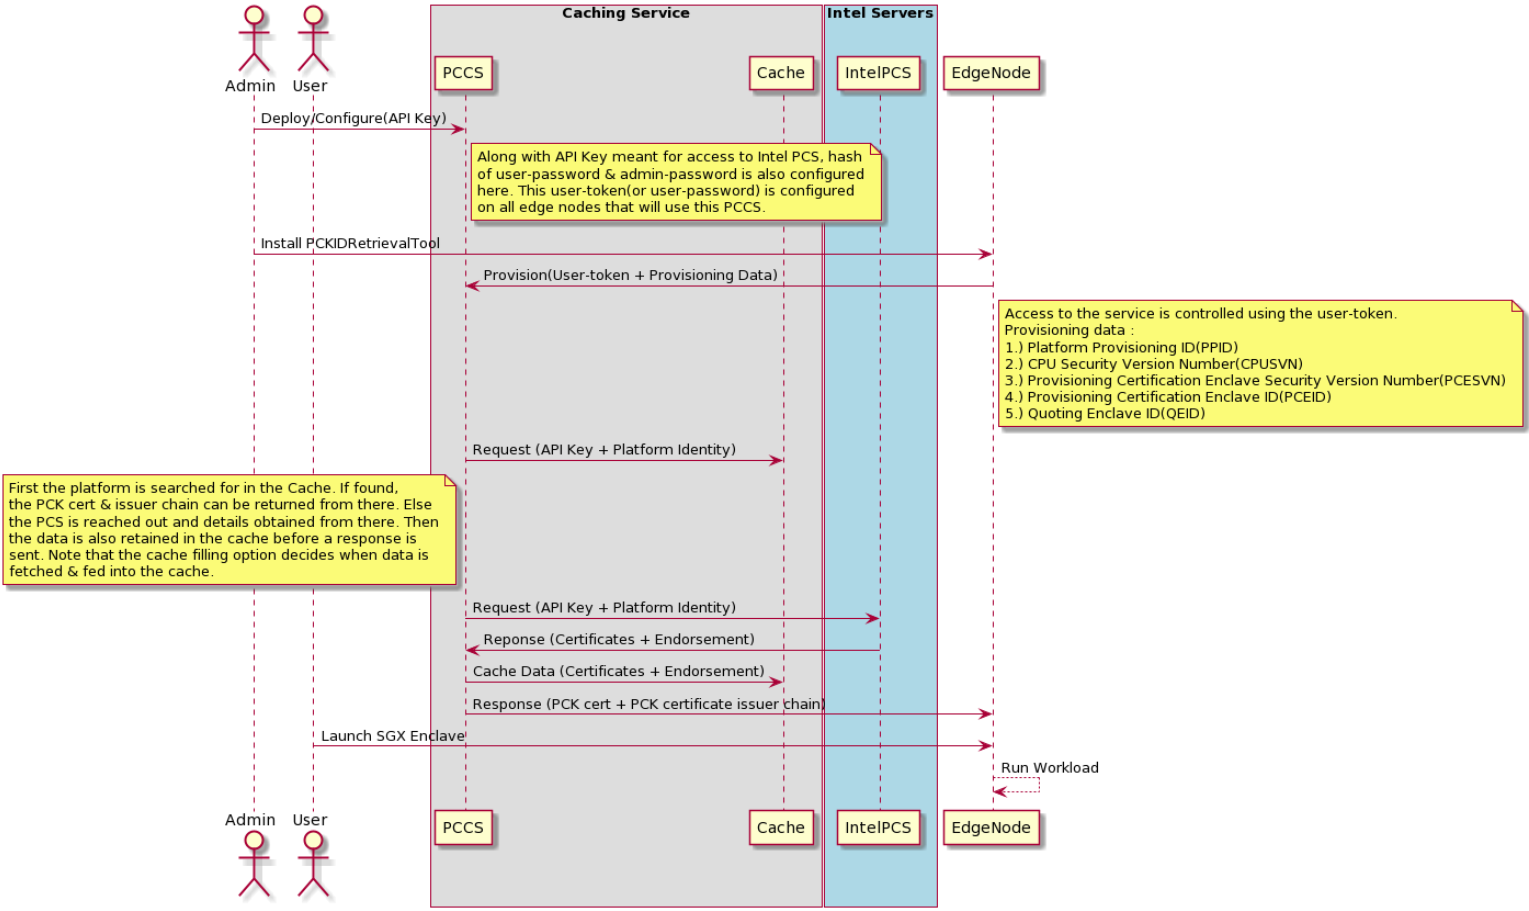 Caching Service
Intel Servers
Admin
User
PCCS
Cache
IntelPCS
EdgeNode
Deploy/Configure(API Key)
Along with API Key meant for access to Intel PCS, hash
of user-password & admin-password is also configured
here. This user-token(or user-password) is configured
on all edge nodes that will use this PCCS.
Install PCKIDRetrievalTool
Provision(User-token + Provisioning Data)
Access to the service is controlled using the user-token.
Provisioning data :
1.) Platform Provisioning ID(PPID)
2.) CPU Security Version Number(CPUSVN)
3.) Provisioning Certification Enclave Security Version Number(PCESVN)
4.) Provisioning Certification Enclave ID(PCEID)
5.) Quoting Enclave ID(QEID)
Request (API Key + Platform Identity)
First the platform is searched for in the Cache. If found,
the PCK cert & issuer chain can be returned from there. Else
the PCS is reached out and details obtained from there. Then
the data is also retained in the cache before a response is
sent. Note that the cache filling option decides when data is
fetched & fed into the cache.
Request (API Key + Platform Identity)
Reponse (Certificates + Endorsement)
Cache Data (Certificates + Endorsement)
Response (PCK cert + PCK certificate issuer chain)
Launch SGX Enclave
Run Workload
Admin
User
PCCS
Cache
IntelPCS
EdgeNode